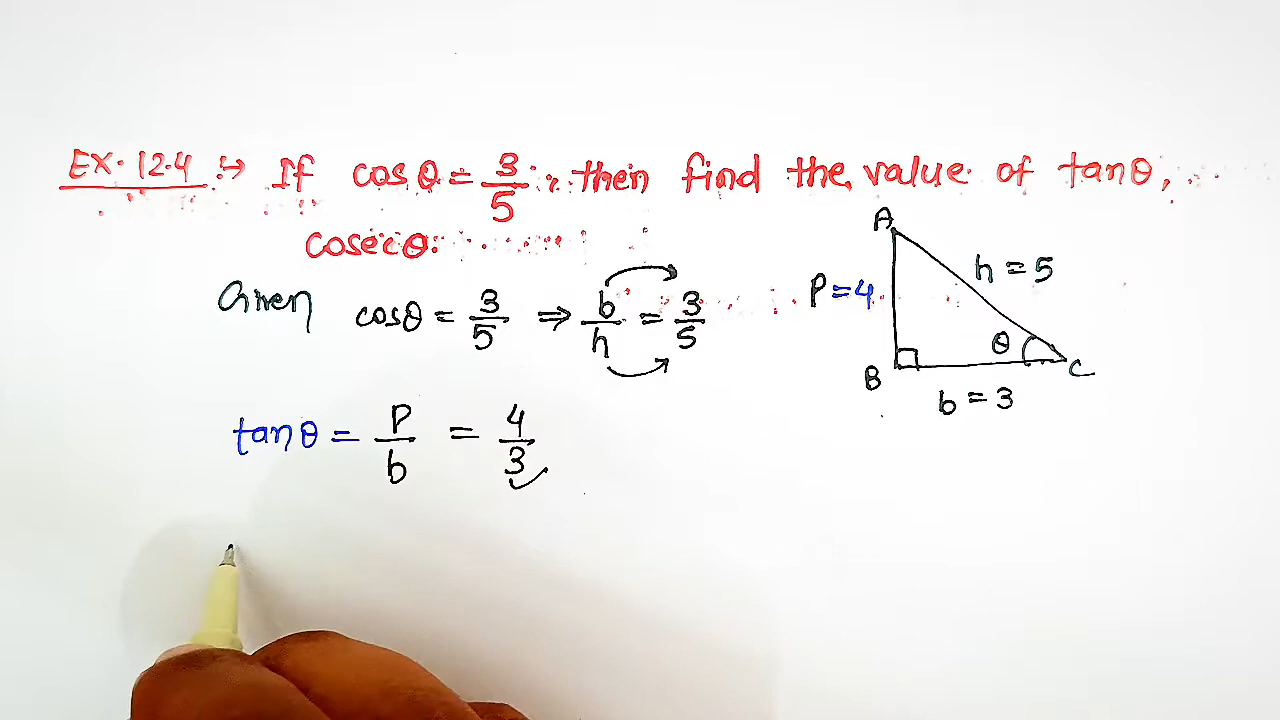 EX. 12.4 :→ If cosθ = 3/5, then find the value of tanθ,
cosecθ.
Given cosθ = 3/5 ⇒ b/h = 3/5
tanθ = P/b = 4/3
A
P = 4
h = 5
θ
B
C
b = 3